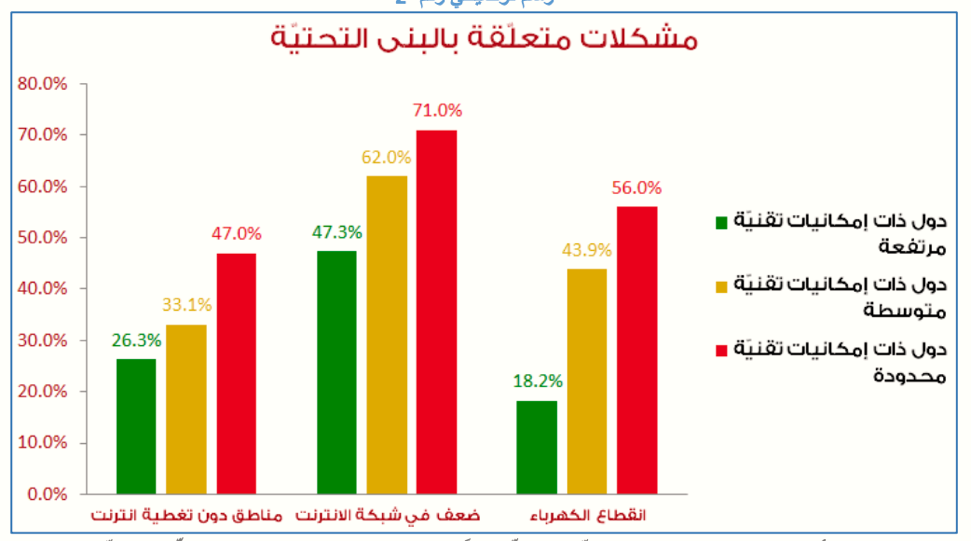 مشكلات متعلّقة بالبنى التحتيّة
80.0%
70.0%
60.0%
50.0%
40.0%
30.0%
20.0%
10.0%
0.0%
26.3%
33.1%
47.0%
47.3%
62.0%
71.0%
18.2%
43.9%
56.0%
مناطق دون تغطية انترنت
ضعف في شبكة الانترنت
انقطاع الكهرباء
دول ذات إمكانيات تقنيّة
مرتفعة
دول ذات إمكانيات تقنيّة
متوسطة
دول ذات إمكانيات تقنيّة
محدودة